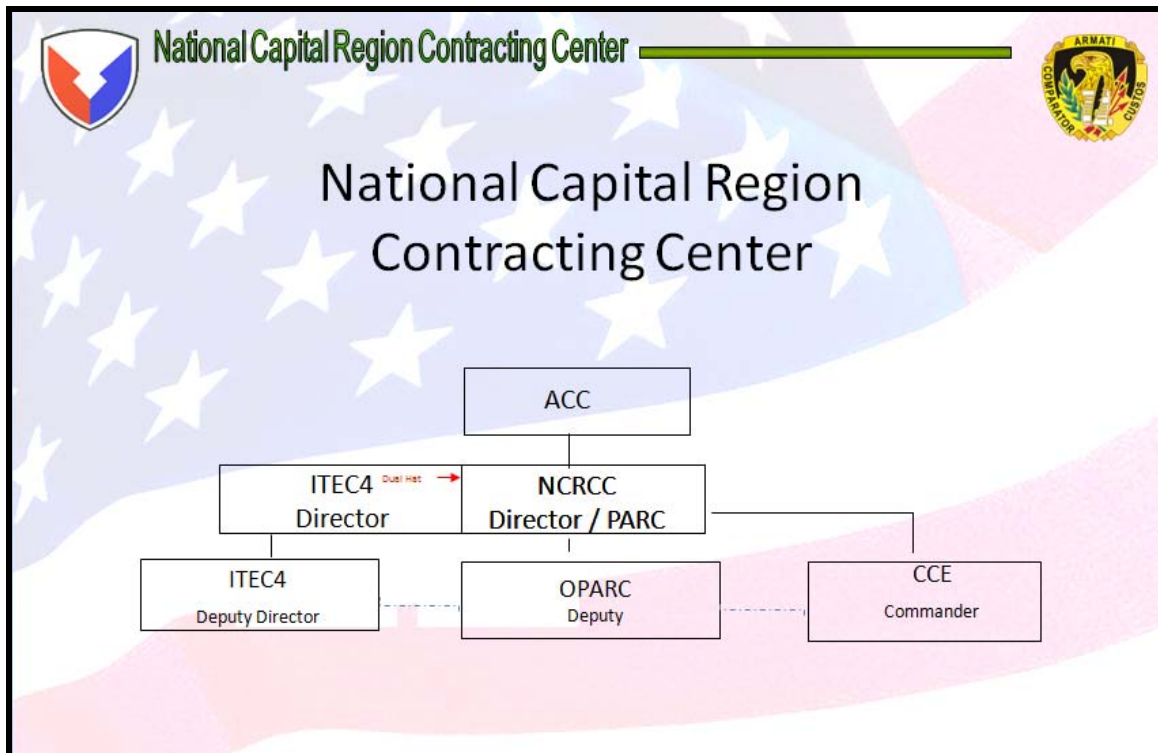 National Capital Region Contracting Center
ARMATI
COMPARATOR
CUSTOS
National Capital Region
Contracting Center
ACC
ITEC4
Director
Dual Hat
NCRCC
Director / PARC
ITEC4
Deputy Director
OPARC
Deputy
CCE
Commander